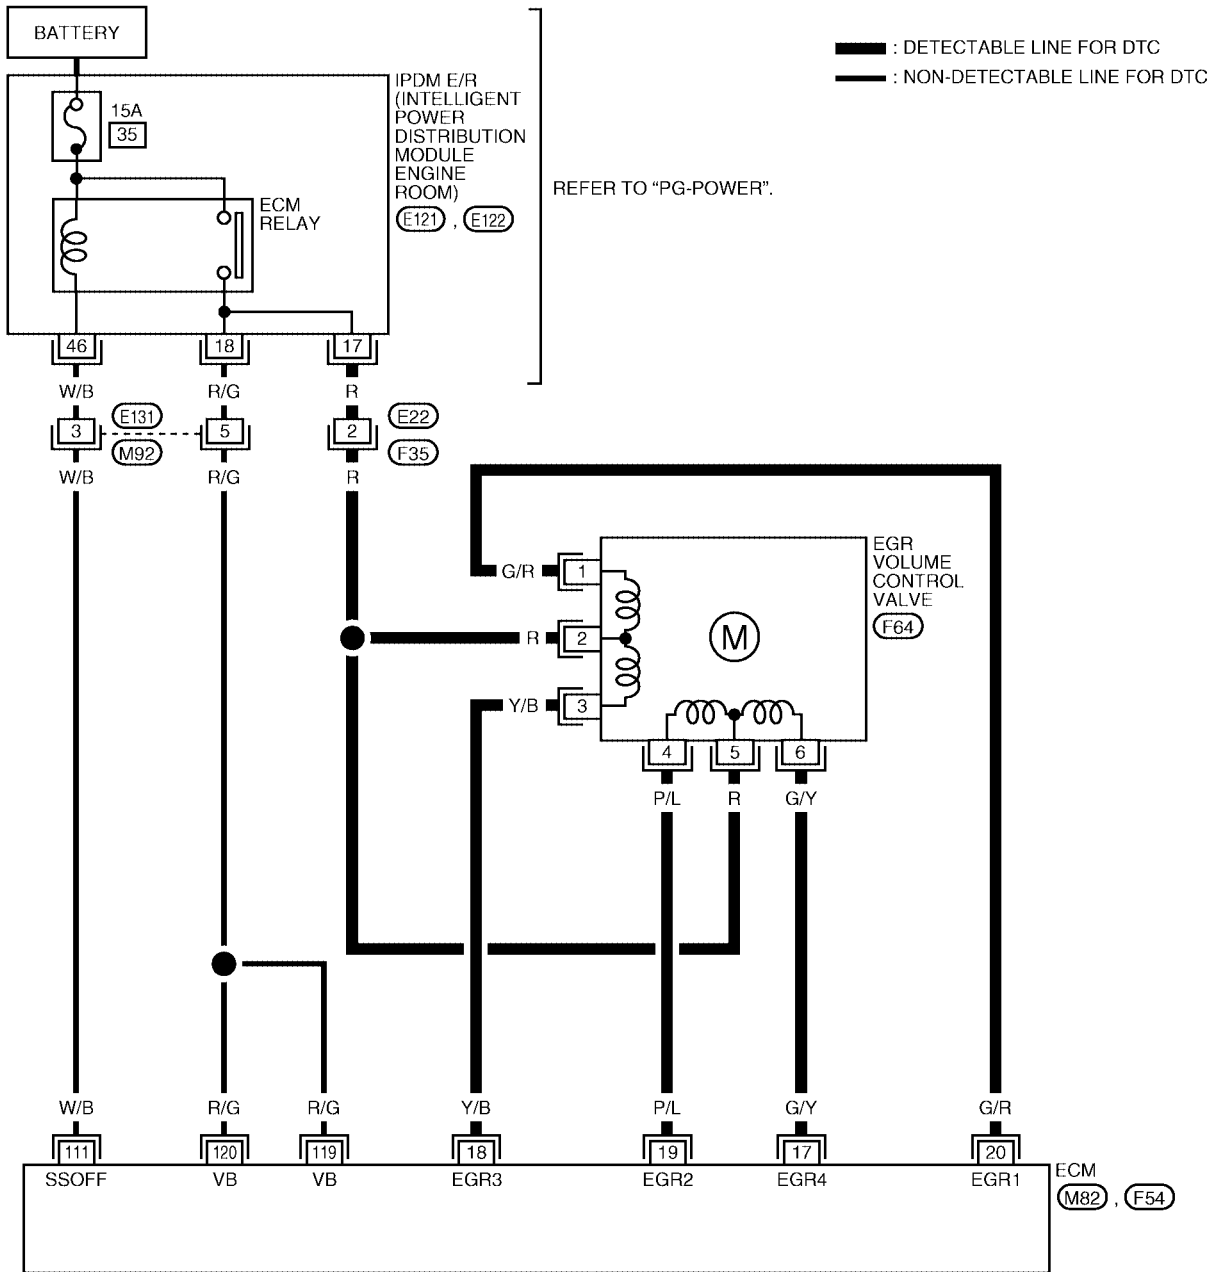 BATTERY
: DETECTABLE LINE FOR DTC
: NON-DETECTABLE LINE FOR DTC
15A
35
IPDM E/R
(INTELLIGENT
POWER
DISTRIBUTION
MODULE
ENGINE
ROOM)
E121 , E122
REFER TO “PG-POWER”.
ECM
RELAY
46 18 17
W/B R/G R
3 E131 M92 5 2 E22 F35
W/B R/G R
EGR
VOLUME
CONTROL
VALVE
F64
G/R 1
R 2
Y/B 3
M
4 5 6
P/L R G/Y
W/B R/G R/G Y/B P/L G/Y G/R
111 120 119 18 19 17 20
SSOFF VB VB EGR3 EGR2 EGR4 EGR1
ECM
M82 , F54